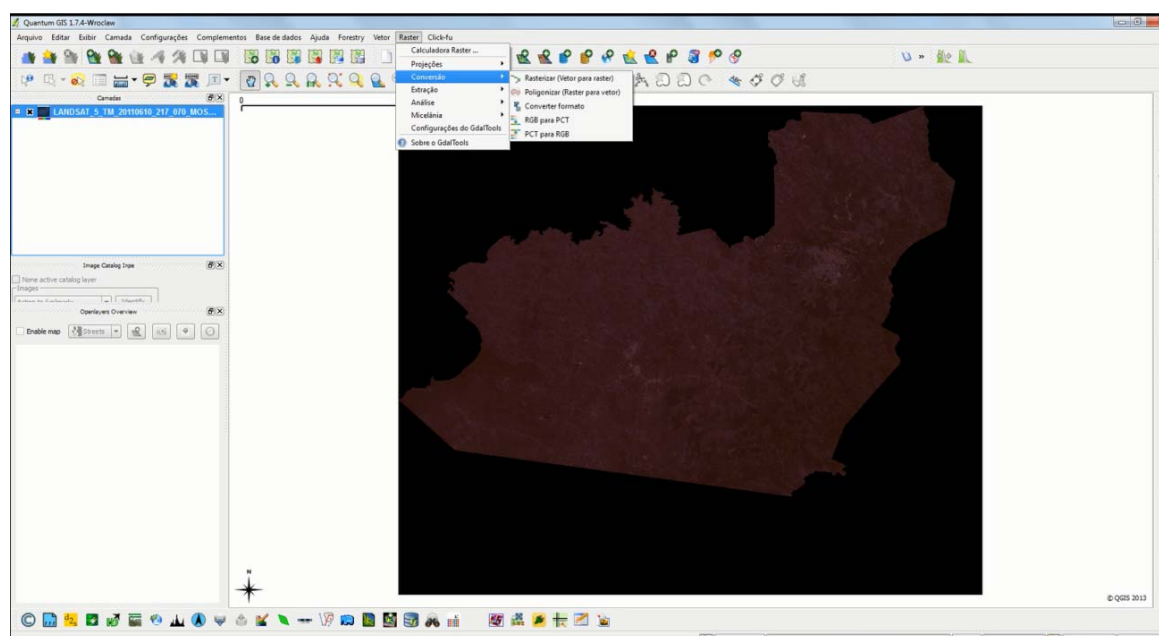 Quantum GIS 1.7.4-Wroclaw
Arquivo Editar Exibir Camada Configurações Complementos Base de dados Ajuda Forestry Vetor Raster Click-fu
Calculadora Raster ...
Projeções
Conversão
Extração
Análise
Micelânia
Configurações do GdalTools
Sobre o GdalTools
Rasterizar (Vetor para raster)
Poligonizar (Raster para vetor)
Converter formato
RGB para PCT
PCT para RGB
Camadas
LANDSAT_5_TM_20110610_217_070_MOS...
0
Image Catalog Inpe
None active catalog layer
Images
Identify
Openlayers Overview
Enable map Streets
N
© QGIS 2013